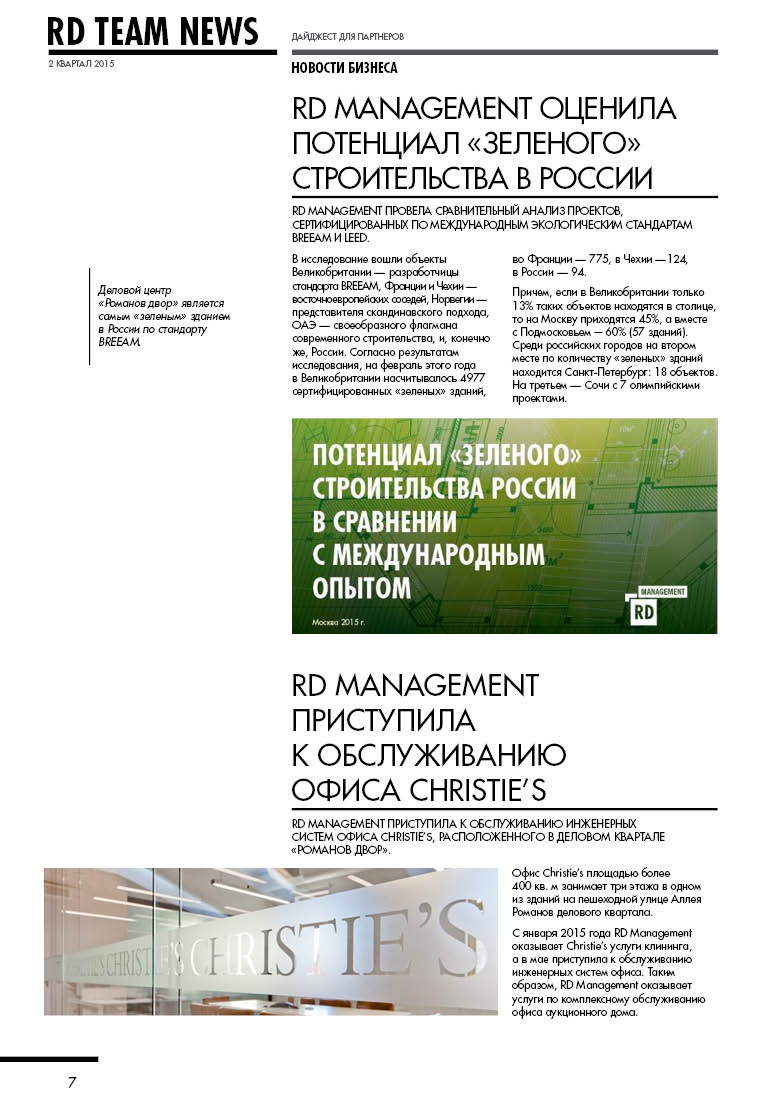 RD TEAM NEWS
ДАЙДЖЕСТ ДЛЯ ПАРТНЕРОВ
2 КВАРТАЛ 2015
НОВОСТИ БИЗНЕСА
RD MANAGEMENT ОЦЕНИЛА
ПОТЕНЦИАЛ «ЗЕЛЕНОГО»
СТРОИТЕЛЬСТВА В РОССИИ
RD MANAGEMENT ПРОВЕЛА СРАВНИТЕЛЬНЫЙ АНАЛИЗ ПРОЕКТОВ,
СЕРТИФИЦИРОВАННЫХ ПО МЕЖДУНАРОДНЫМ ЭКОЛОГИЧЕСКИМ СТАНДАРТАМ
BREEAM И LEED.
Деловой центр
«Романов двор» является
самым «зеленым» зданием
в России по стандарту
BREEAM.
В исследование вошли объекты
Великобритании — разработчицы
стандарта BREEAM, Франции и Чехии —
восточноевропейских соседей, Норвегии —
представителя скандинавского подхода,
ОАЭ — своеобразного флагмана
современного строительства, и, конечно
же, России. Согласно результатам
исследования, на февраль этого года
в Великобритании насчитывалось 4977
сертифицированных «зеленых» зданий,
во Франции — 775, в Чехии — 124,
в России — 94.
Причем, если в Великобритании только
13% таких объектов находятся в столице,
то на Москву приходятся 45%, а вместе
с Подмосковьем — 60% (57 зданий).
Среди российских городов на втором
месте по количеству «зеленых» зданий
находится Санкт-Петербург: 18 объектов.
На третьем — Сочи с 7 олимпийскими
проектами.
ПОТЕНЦИАЛ «ЗЕЛЕНОГО»
СТРОИТЕЛЬСТВА РОССИИ
В СРАВНЕНИИ
С МЕЖДУНАРОДНЫМ
ОПЫТОМ
MANAGEMENT
RD
Москва 2015 г.
RD MANAGEMENT
ПРИСТУПИЛА
К ОБСЛУЖИВАНИЮ
ОФИСА CHRISTIE’S
RD MANAGEMENT ПРИСТУПИЛА К ОБСЛУЖИВАНИЮ ИНЖЕНЕРНЫХ
СИСТЕМ ОФИСА CHRISTIE’S, РАСПОЛОЖЕННОГО В ДЕЛОВОМ КВАРТАЛЕ
«РОМАНОВ ДВОР».
CHRISTIE’S
Офис Christie’s площадью более
400 кв. м занимает три этажа в одном
из зданий на пешеходной улице Аллея
Романов делового квартала.
С января 2015 года RD Management
оказывает Christie’s услуги клининга,
а в мае приступила к обслуживанию
инженерных систем офиса. Таким
образом, RD Management оказывает
услуги по комплексному обслуживанию
офиса аукционного дома.
7